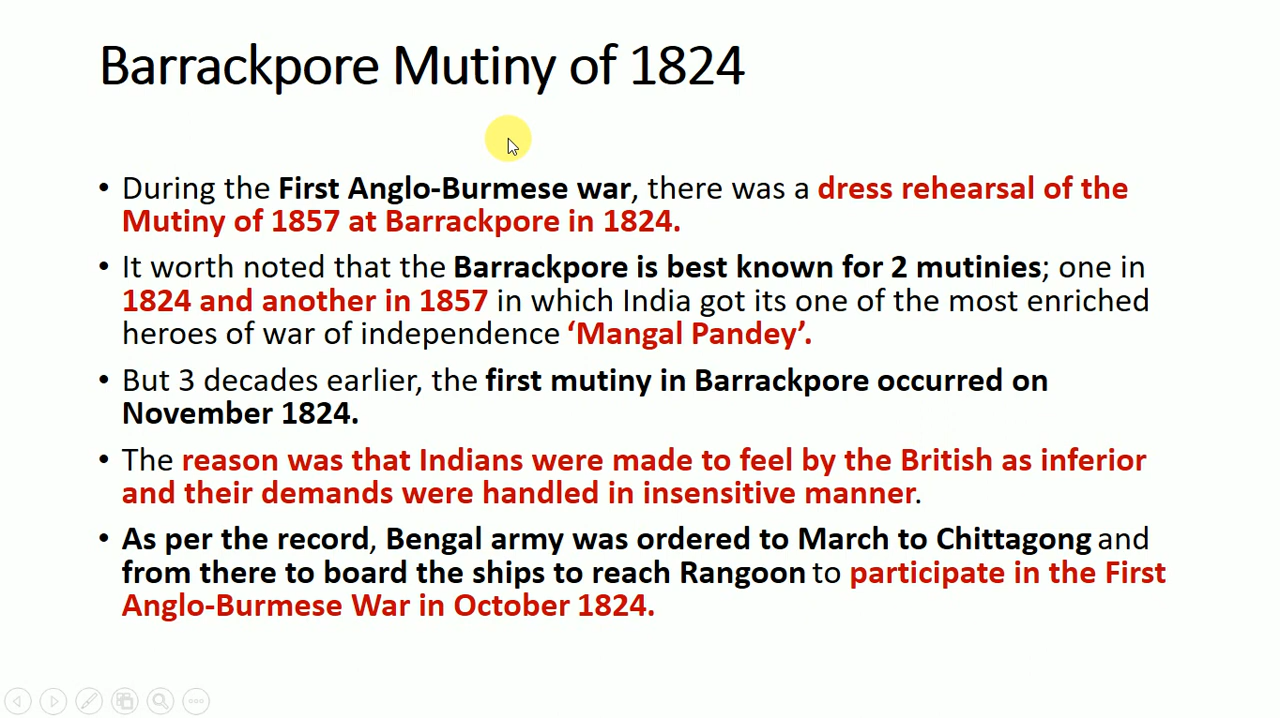 Barrackpore Mutiny of 1824
• During the First Anglo-Burmese war, there was a dress rehearsal of the
Mutiny of 1857 at Barrackpore in 1824.
• It worth noted that the Barrackpore is best known for 2 mutinies; one in
1824 and another in 1857 in which India got its one of the most enriched
heroes of war of independence ‘Mangal Pandey’.
• But 3 decades earlier, the first mutiny in Barrackpore occurred on
November 1824.
• The reason was that Indians were made to feel by the British as inferior
and their demands were handled in insensitive manner.
• As per the record, Bengal army was ordered to March to Chittagong and
from there to board the ships to reach Rangoon to participate in the First
Anglo-Burmese War in October 1824.